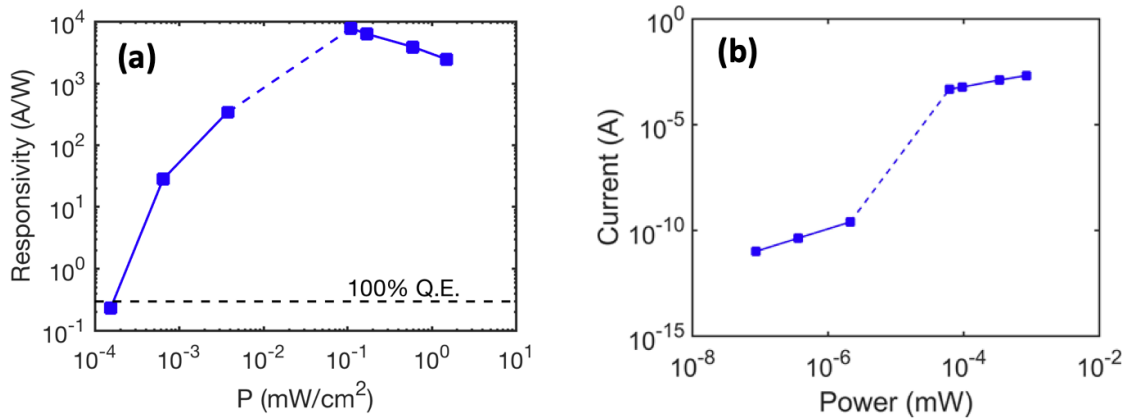 (a)
Responsivity (A/W)
10^4
10^3
10^2
10^1
10^0
10^-1
100% Q.E.
10^-4 10^-3 10^-2 10^-1 10^0 10^1
P (mW/cm^2)
(b)
Current (A)
10^0
10^-5
10^-10
10^-15
10^-8 10^-6 10^-4 10^-2
Power (mW)